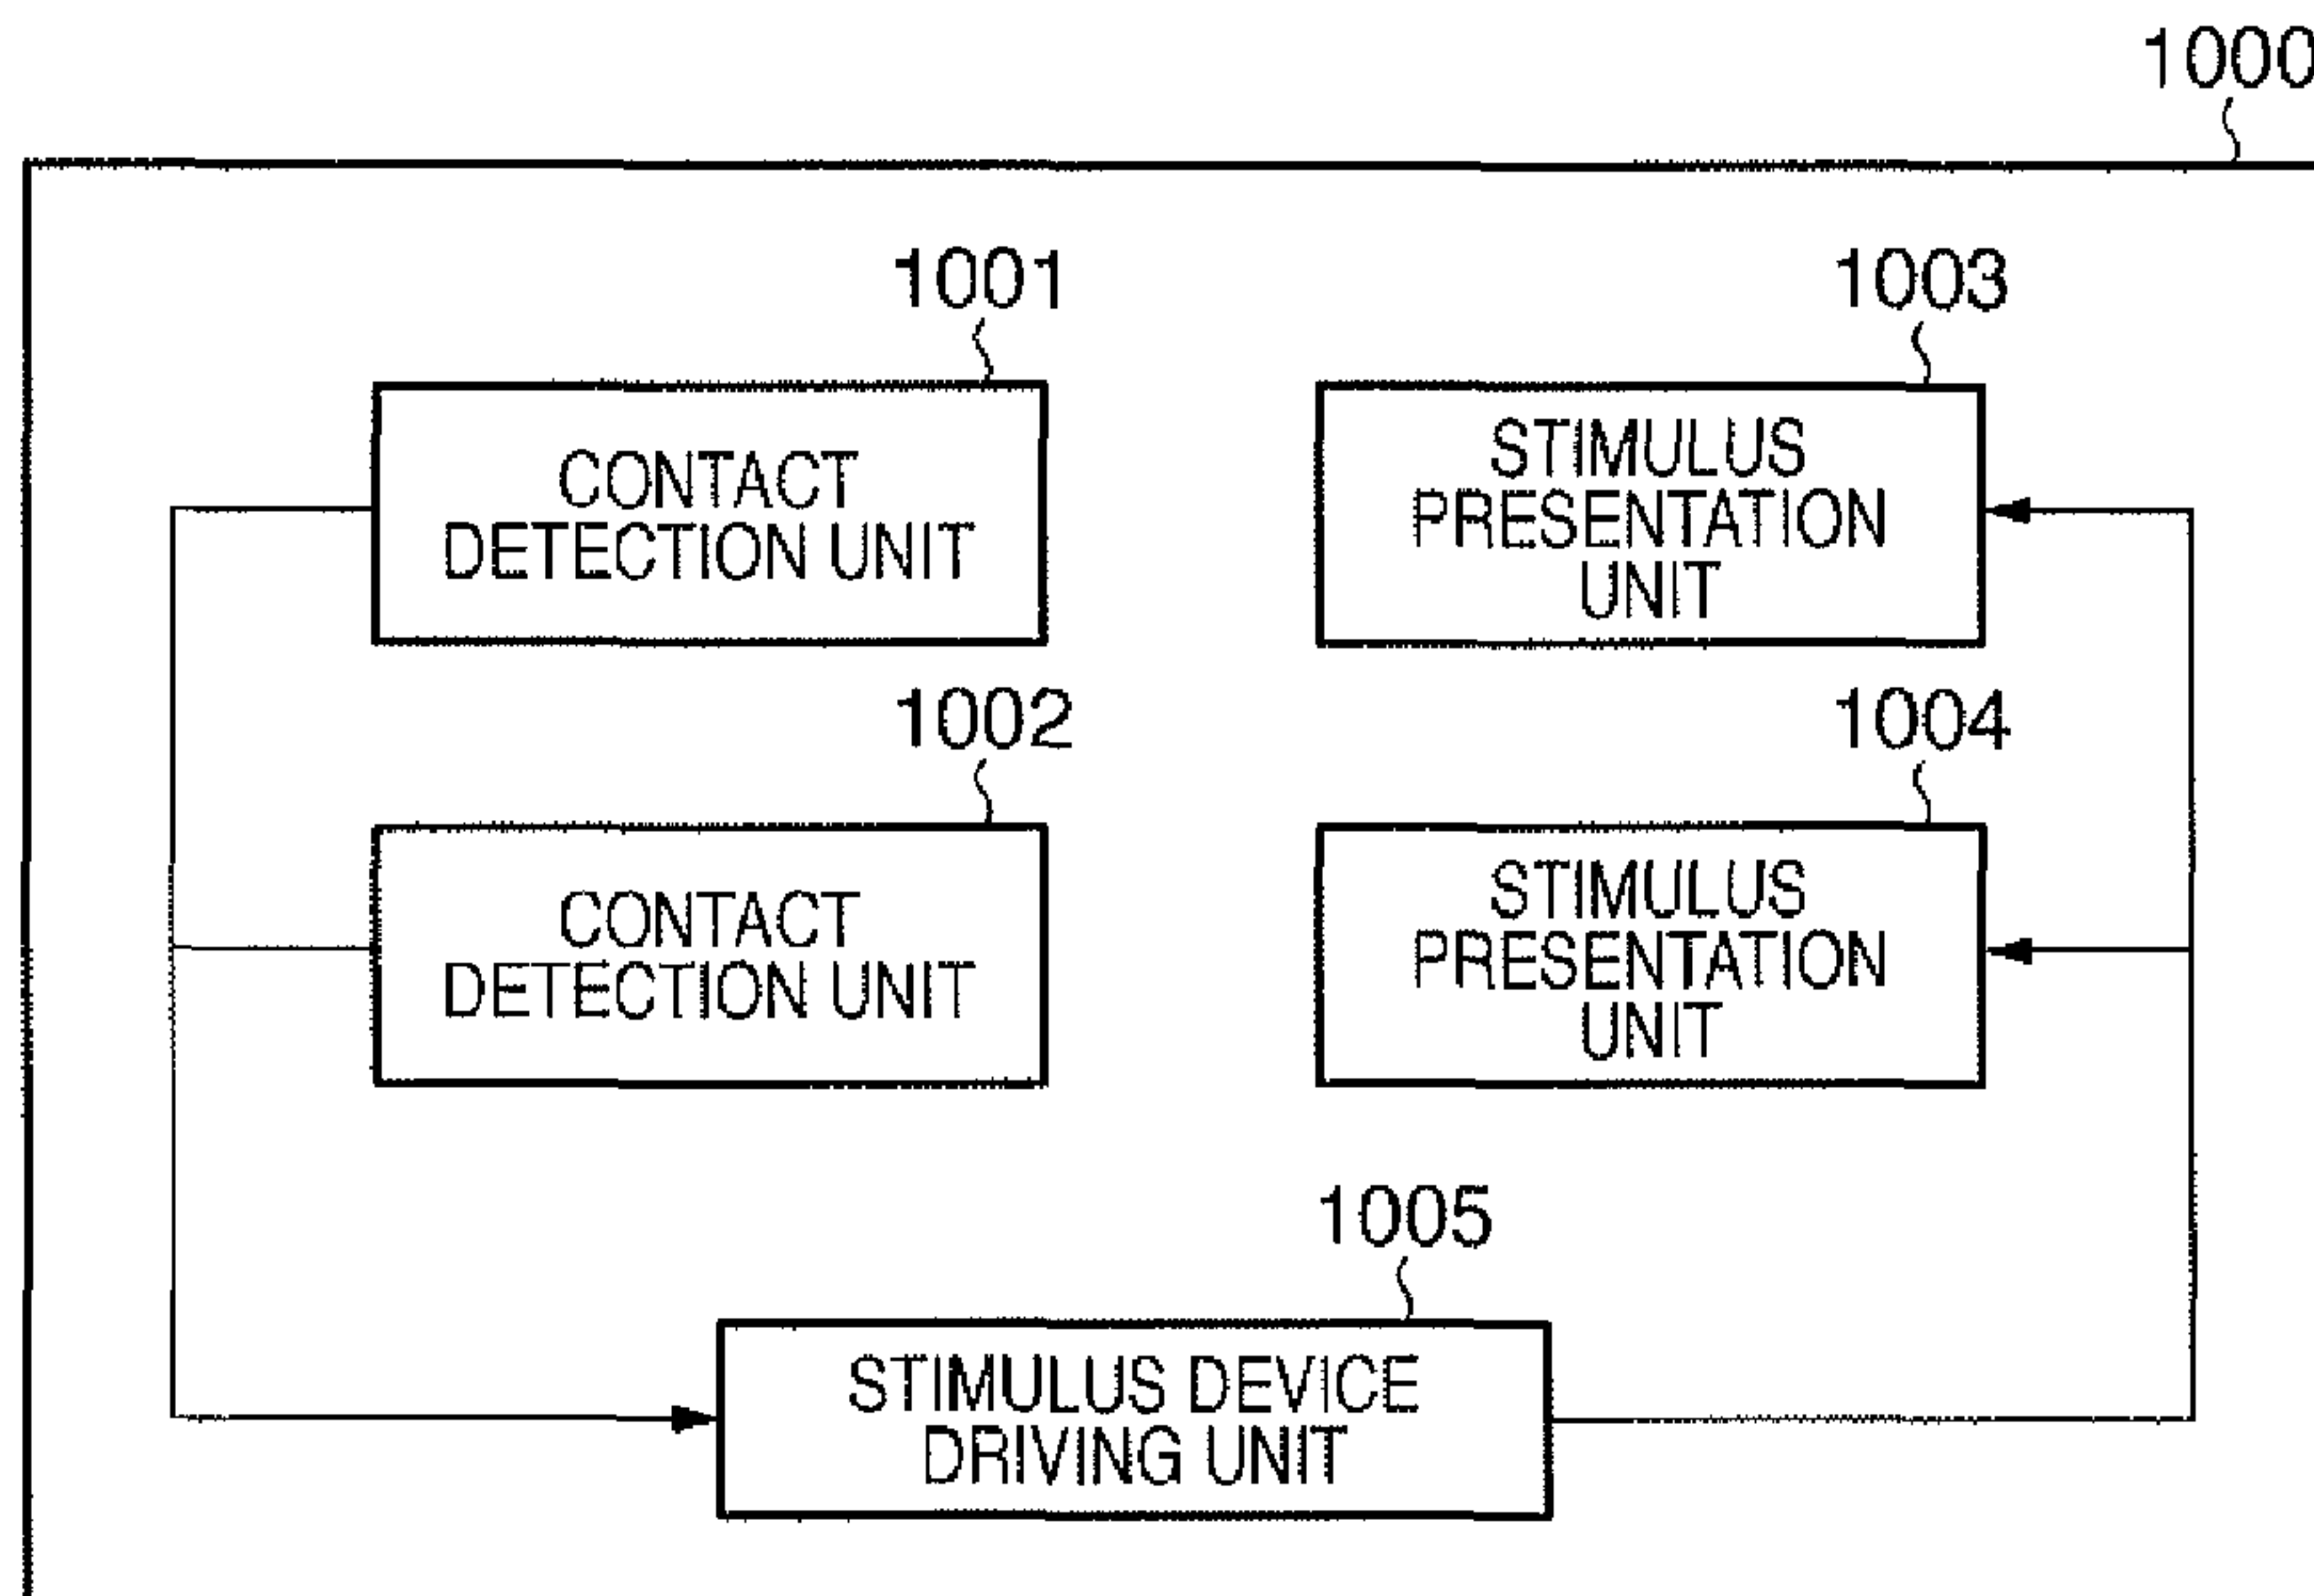 1000
1001
CONTACT
DETECTION UNIT
1003
STIMULUS
PRESENTATION
UNIT
1002
CONTACT
DETECTION UNIT
1004
STIMULUS
PRESENTATION
UNIT
1005
STIMULUS DEVICE
DRIVING UNIT